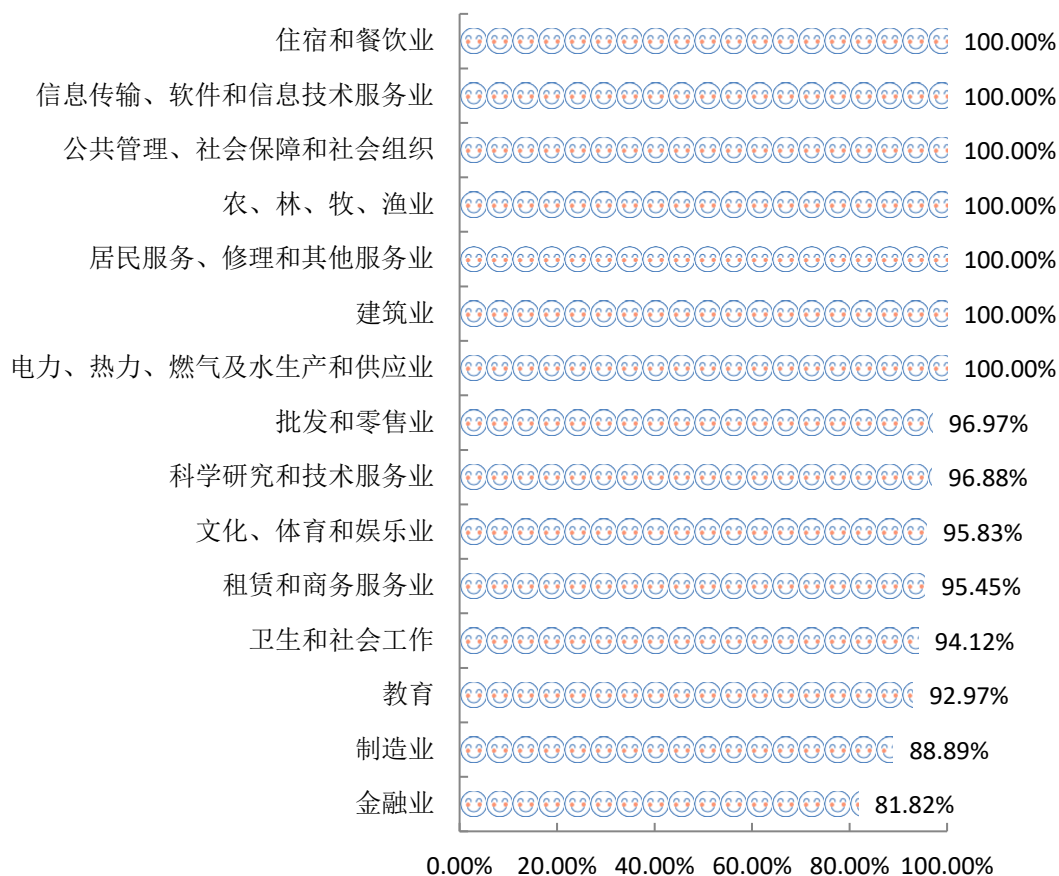 住宿和餐饮业 100.00%
信息传输、软件和信息技术服务业 100.00%
公共管理、社会保障和社会组织 100.00%
农、林、牧、渔业 100.00%
居民服务、修理和其他服务业 100.00%
建筑业 100.00%
电力、热力、燃气及水生产和供应业 100.00%
批发和零售业 96.97%
科学研究和技术服务业 96.88%
文化、体育和娱乐业 95.83%
租赁和商务服务业 95.45%
卫生和社会工作 94.12%
教育 92.97%
制造业 88.89%
金融业 81.82%
0.00% 20.00% 40.00% 60.00% 80.00% 100.00%